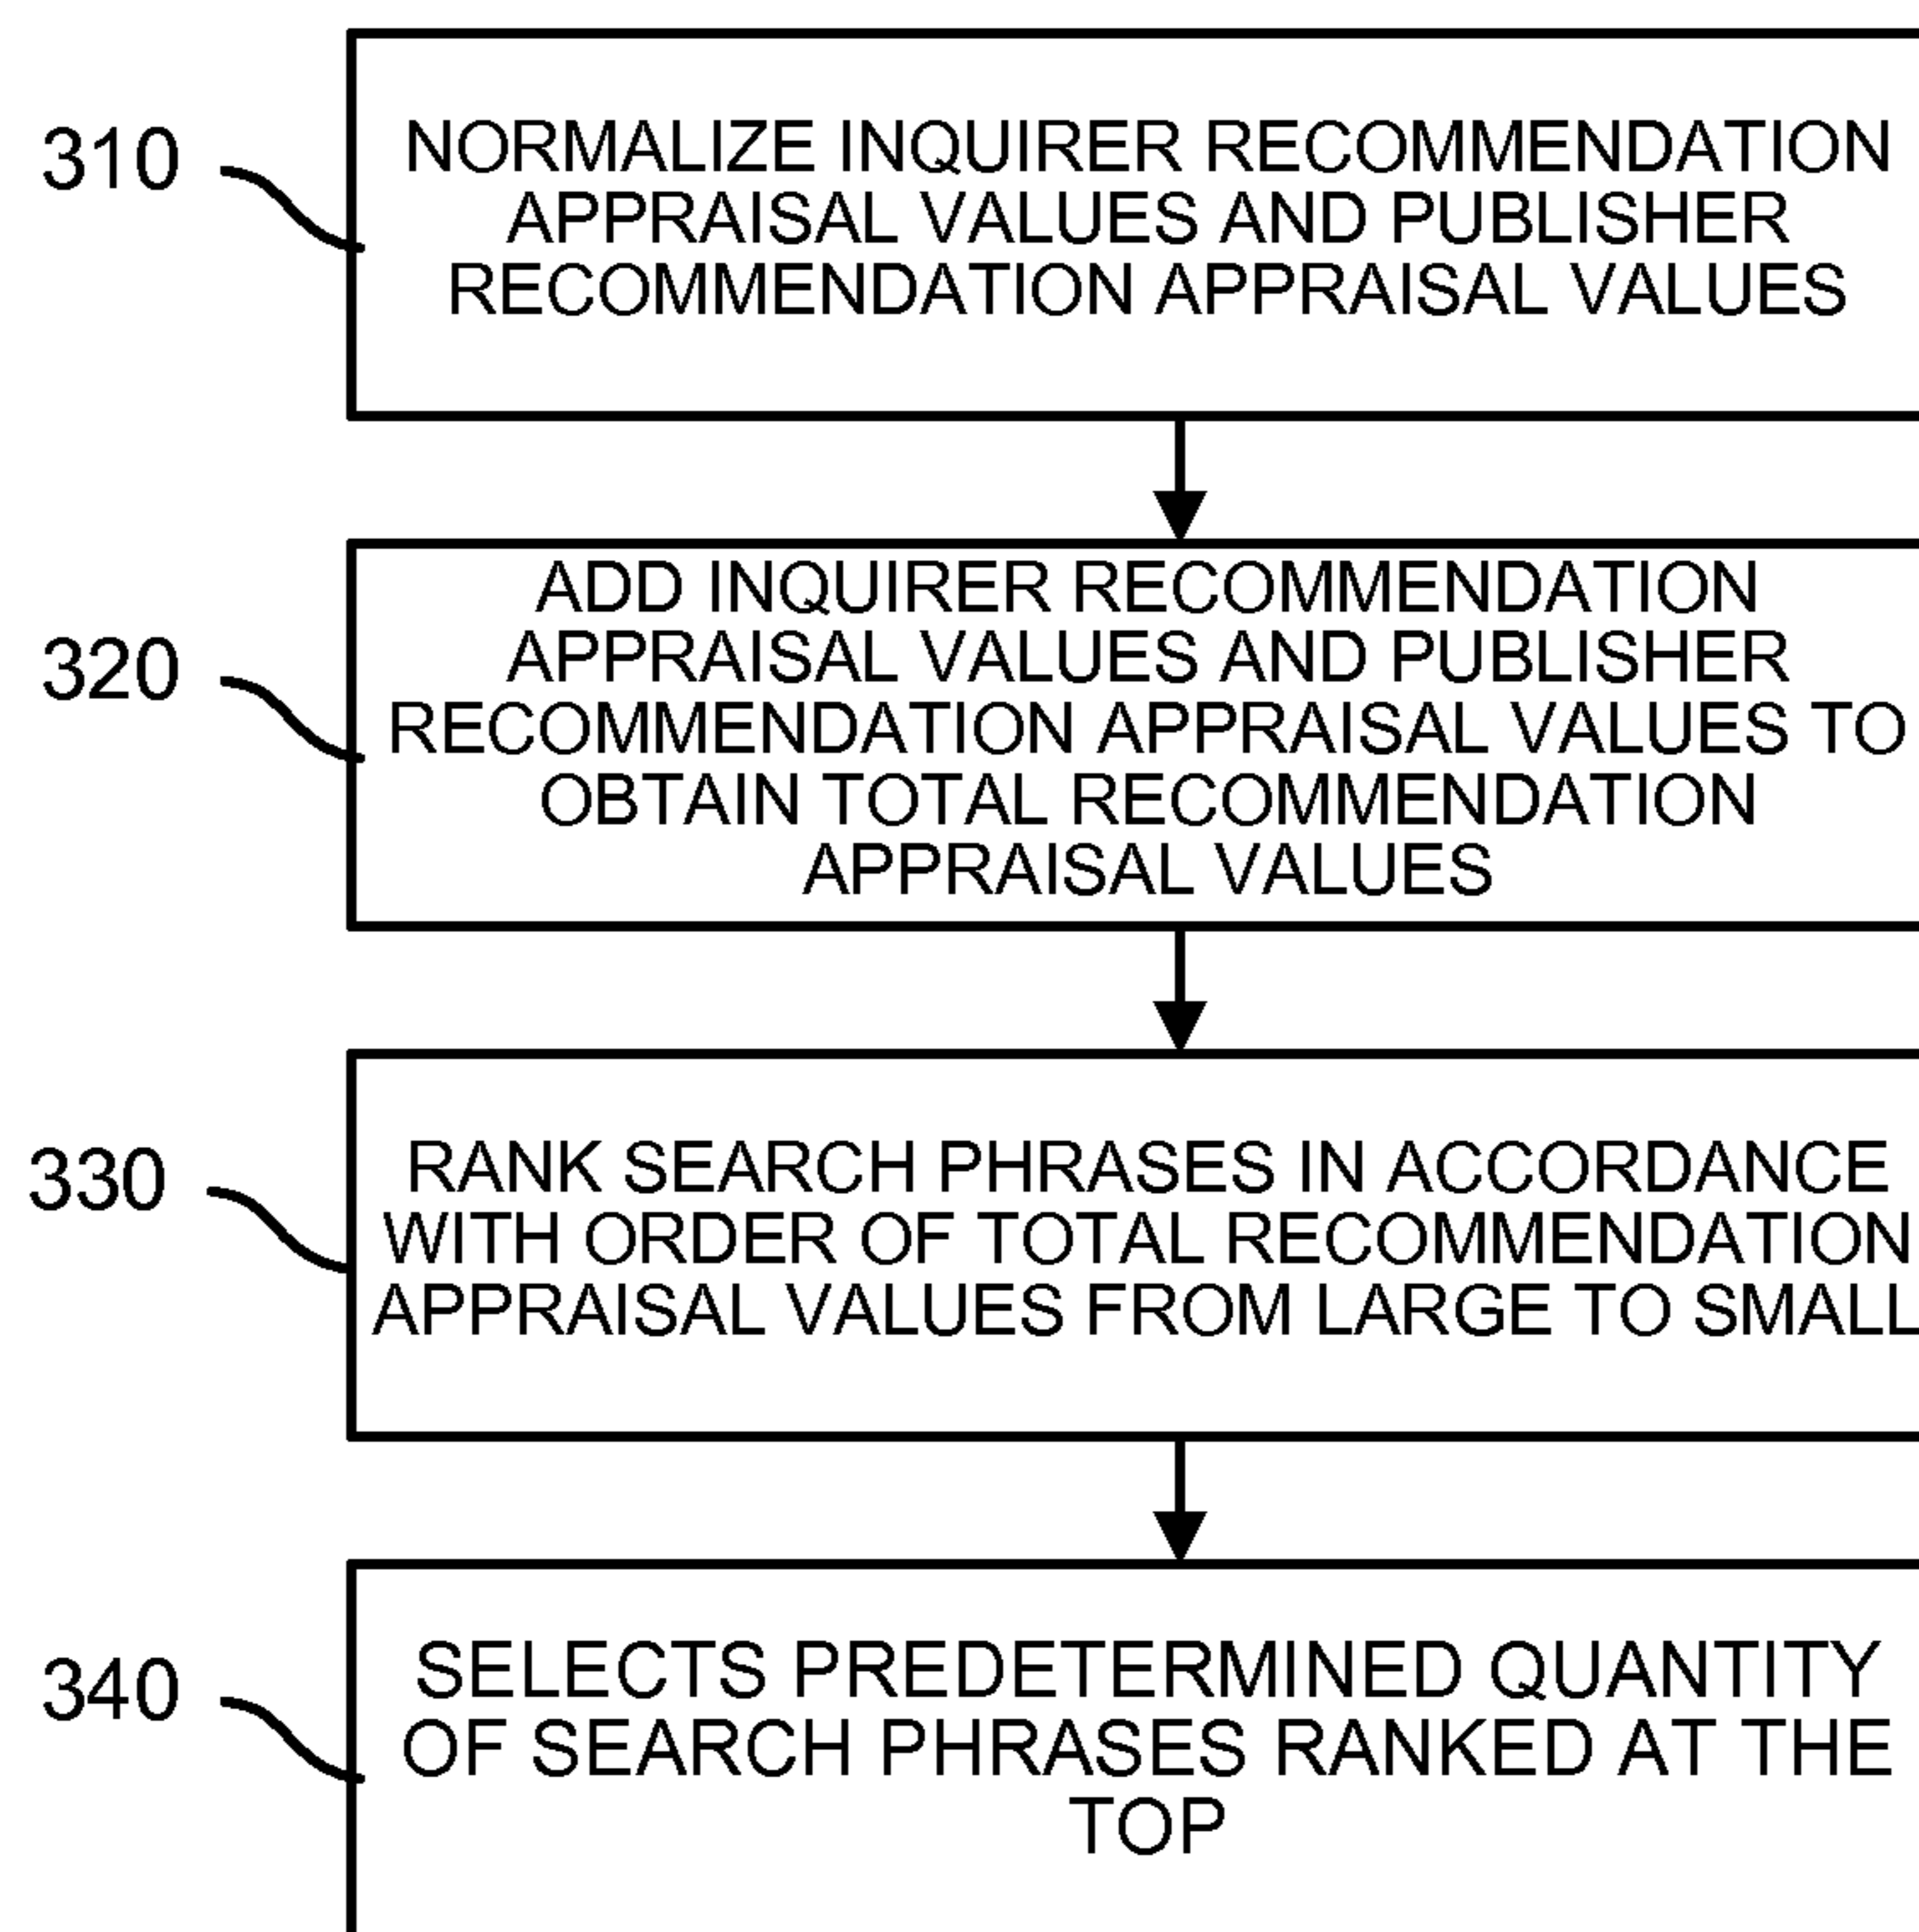 310
NORMALIZE INQUIRER RECOMMENDATION
APPRAISAL VALUES AND PUBLISHER
RECOMMENDATION APPRAISAL VALUES
320
ADD INQUIRER RECOMMENDATION
APPRAISAL VALUES AND PUBLISHER
RECOMMENDATION APPRAISAL VALUES TO
OBTAIN TOTAL RECOMMENDATION
APPRAISAL VALUES
330
RANK SEARCH PHRASES IN ACCORDANCE
WITH ORDER OF TOTAL RECOMMENDATION
APPRAISAL VALUES FROM LARGE TO SMALL
340
SELECTS PREDETERMINED QUANTITY
OF SEARCH PHRASES RANKED AT THE
TOP